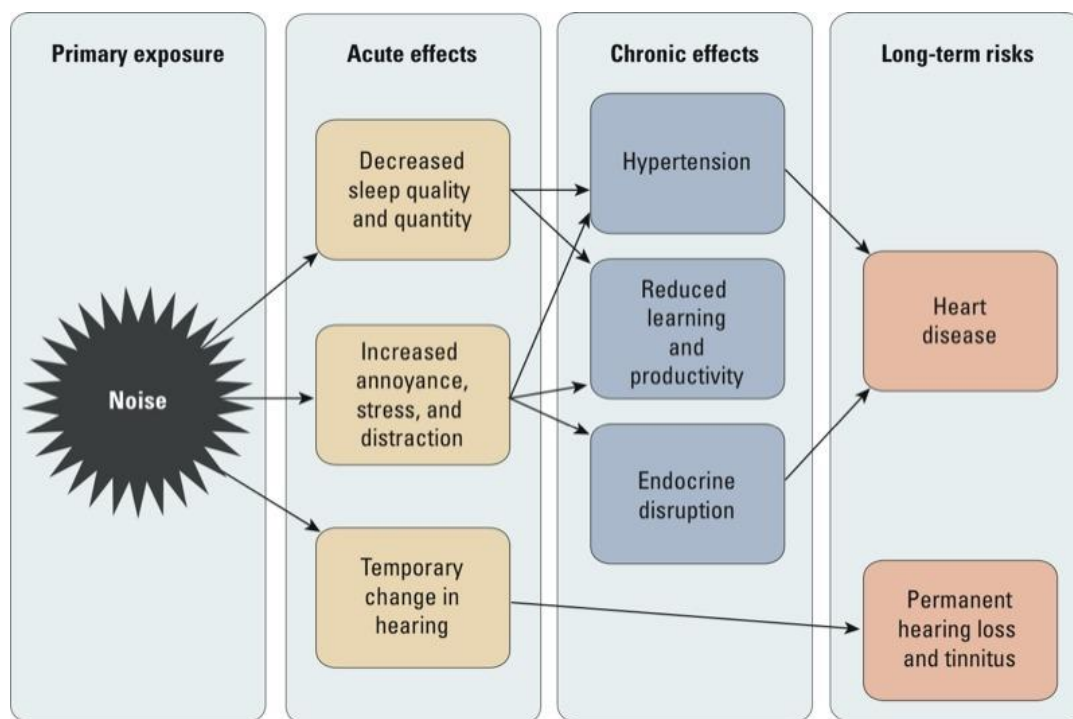 Primary exposure
Acute effects
Chronic effects
Long-term risks
Noise
Decreased
sleep quality
and quantity
Increased
annoyance,
stress, and
distraction
Temporary
change in
hearing
Hypertension
Reduced
learning
and
productivity
Endocrine
disruption
Heart
disease
Permanent
hearing loss
and tinnitus